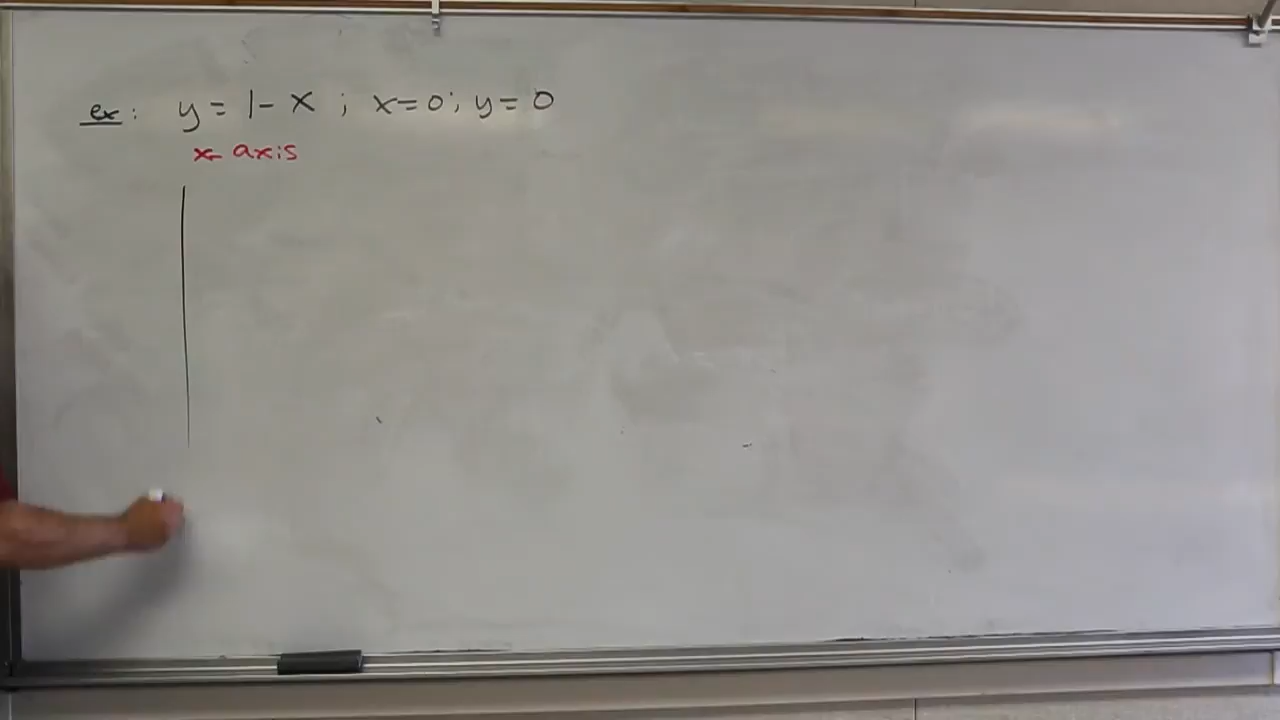 ex: y = 1 - x ; x = 0 ; y = 0
x-axis